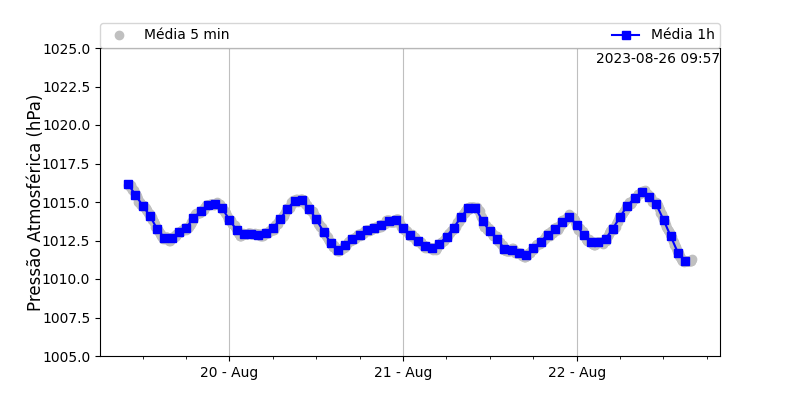 Média 5 min
Média 1h
2023-08-26 09:57
Pressão Atmosférica (hPa)
1025.0
1022.5
1020.0
1017.5
1015.0
1012.5
1010.0
1007.5
1005.0
20 - Aug
21 - Aug
22 - Aug